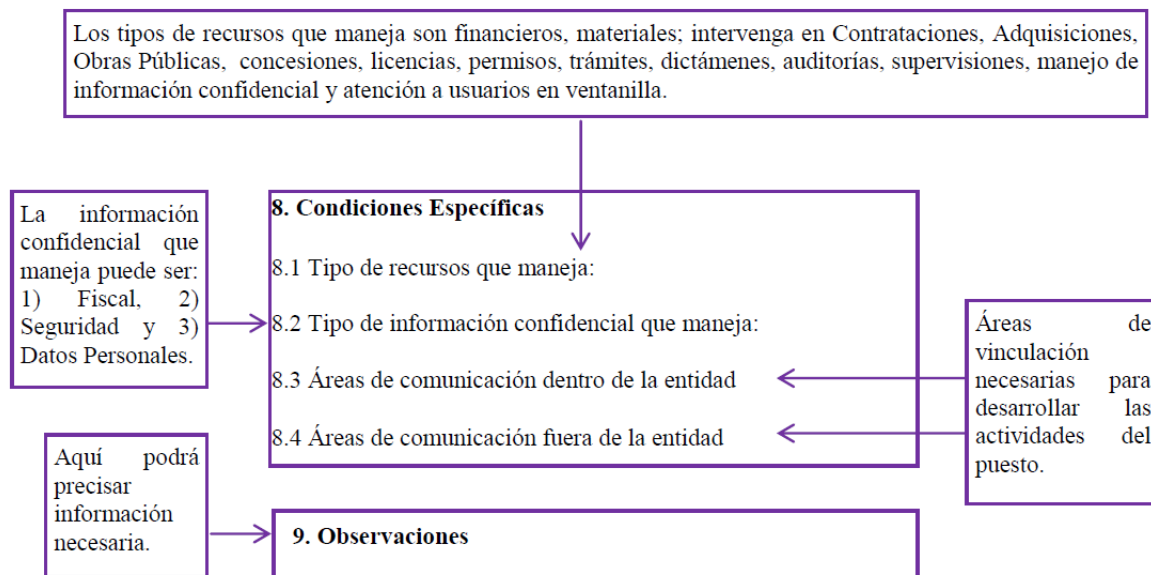 Los tipos de recursos que maneja son financieros, materiales; intervenga en Contrataciones, Adquisiciones,
Obras Públicas, concesiones, licencias, permisos, trámites, dictámenes, auditorías, supervisiones, manejo de
información confidencial y atención a usuarios en ventanilla.
La información
confidencial que
maneja puede ser:
1) Fiscal, 2)
Seguridad y 3)
Datos Personales.
8. Condiciones Específicas
8.1 Tipo de recursos que maneja:
8.2 Tipo de información confidencial que maneja:
8.3 Áreas de comunicación dentro de la entidad
8.4 Áreas de comunicación fuera de la entidad
Áreas de
vinculación
necesarias para
desarrollar las
actividades del
puesto.
Aquí podrá
precisar
información
necesaria.
9. Observaciones